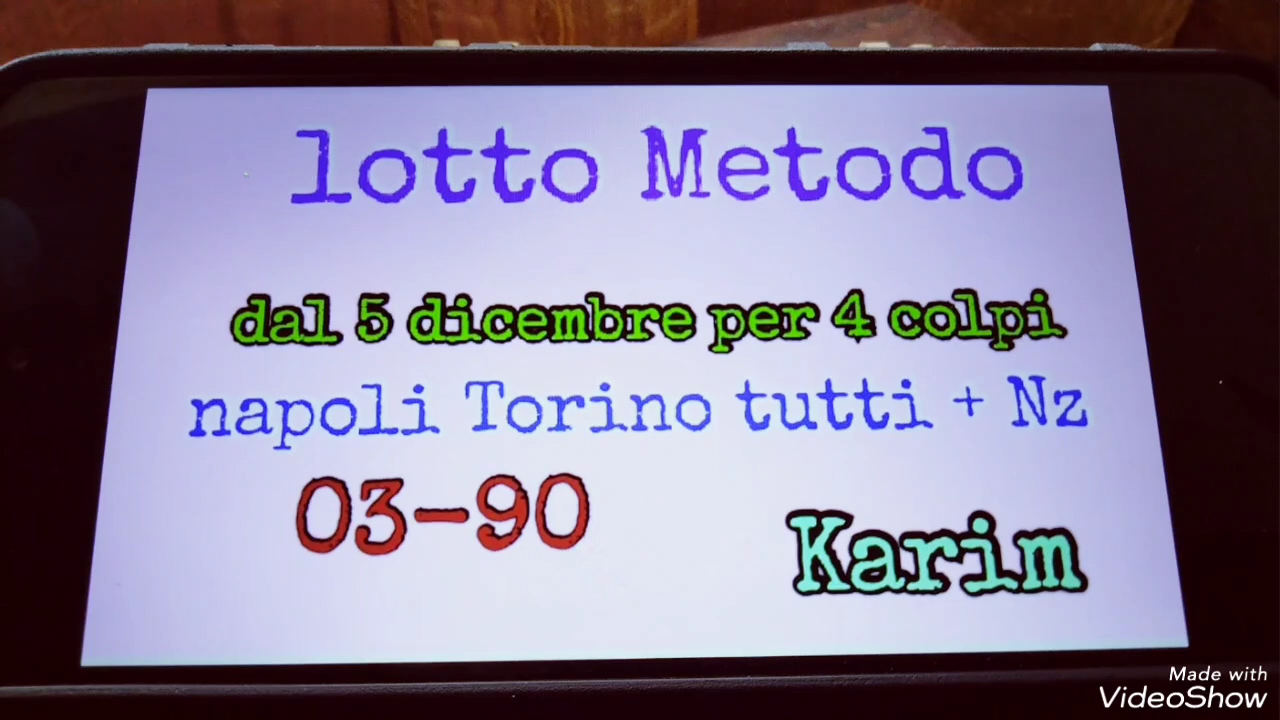 lotto Metodo
dal 5 dicembre per 4 colpi
napoli Torino tutti + Nz
03-90
Karim
Made with
VideoShow